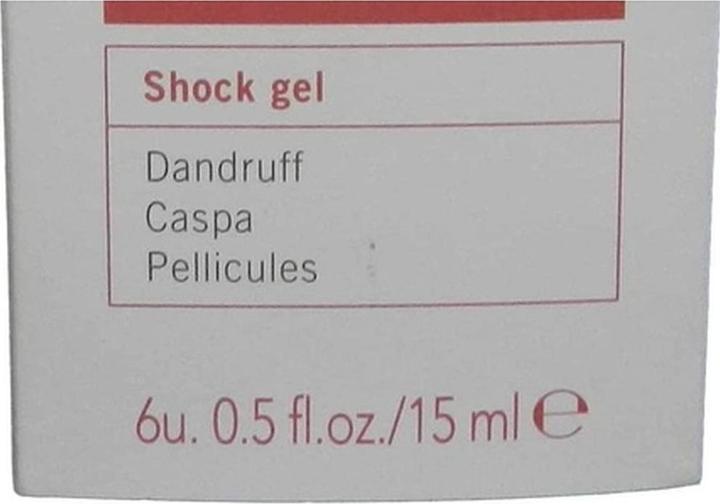 Shock gel
Dandruff
Caspa
Pellicules
6u. 0.5 fl.oz./15 ml ℮